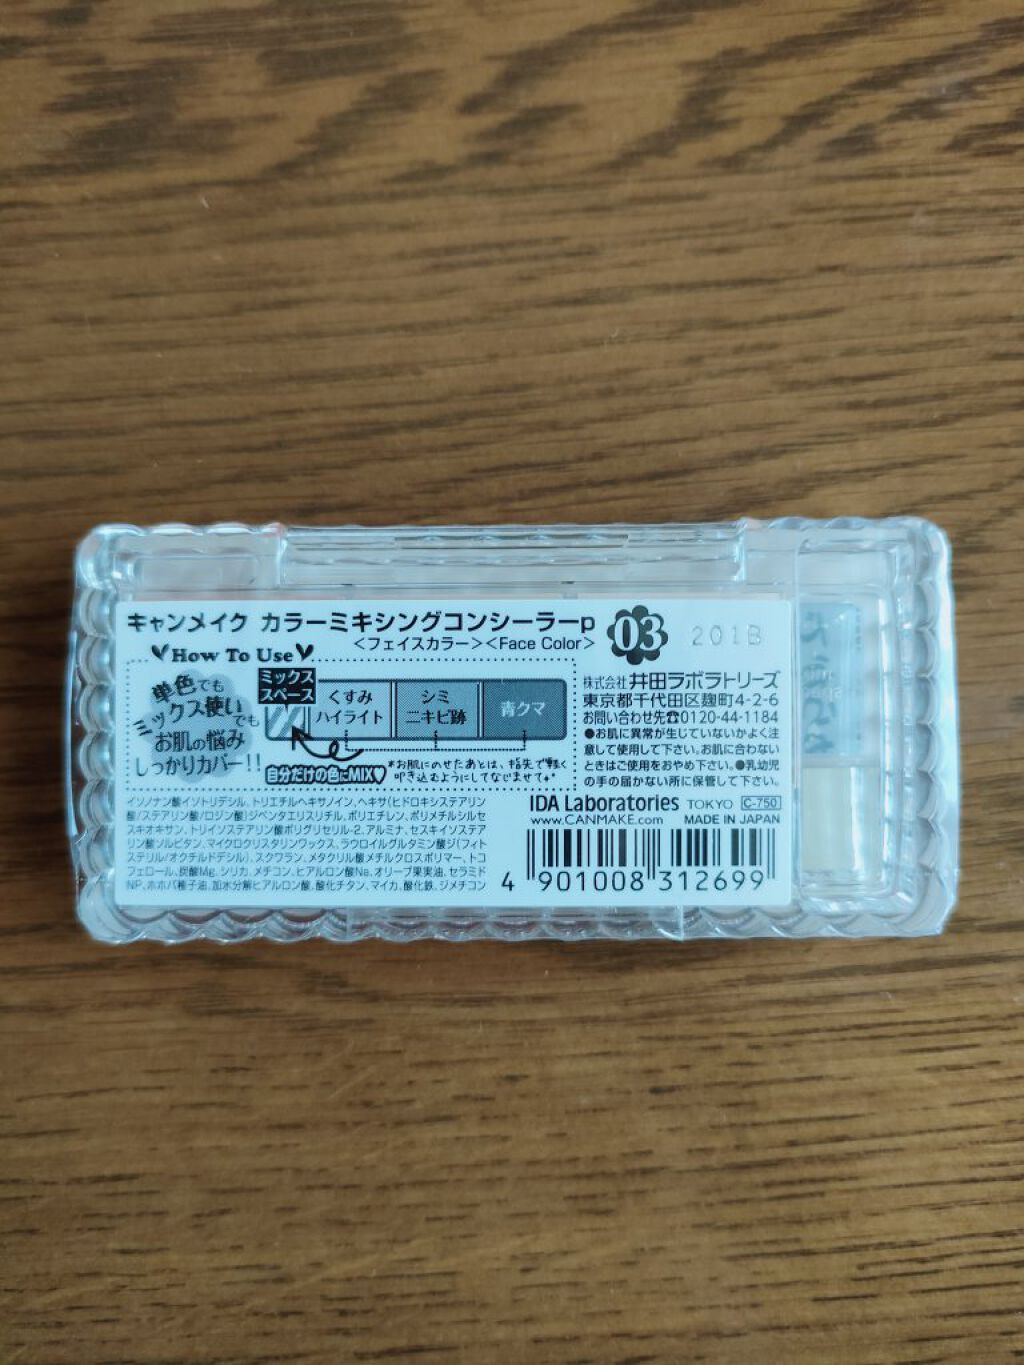 キャンメイク カラーミキシングコンシーラーp
＜フェイスカラー＞＜Face Color＞
03
201B
How To Use
単色でも
ミックス使い
でも
お肌の悩み
しっかりカバー!!
ミックス
スペース
くすみ
ハイライト
シミ
ニキビ跡
青クマ
自分だけの色にMIX♥
*お肌にのせたあとは、指先で軽く
叩き込むようにしてなじませて*
株式会社 井田ラボラトリーズ
東京都千代田区麹町4-2-6
お問い合わせ先☎0120-44-1184
●お肌に異常が生じていないかよく注
意して使用して下さい。お肌に合わない
ときはご使用をおやめ下さい。●乳幼児
の手の届かない所に保管して下さい。
IDA Laboratories TOKYO C-750
www.CANMAKE.com MADE IN JAPAN
イソノナン酸イソトリデシル、トリエチルヘキサノイン、ヘキサ(ヒドロキシステアリン
酸/ステアリン酸/ロジン酸)ジペンタエリスリチル、ポリエチレン、ポリメチルシルセ
スキオキサン、トリイソステアリン酸ポリグリセリル-2、アルミナ、セスキイソステア
リン酸ソルビタン、マイクロクリスタリンワックス、ラウロイルグルタミン酸ジ(フィト
ステリル/オクチルドデシル)、スクワラン、メタクリル酸メチルクロスポリマー、トコ
フェロール、炭酸Mg、シリカ、メチコン、ヒアルロン酸Na、オリーブ果実油、セラミド
NP、ホホバ種子油、加水分解ヒアルロン酸、酸化チタン、マイカ、酸化鉄、ジメチコン
4 901008 312699